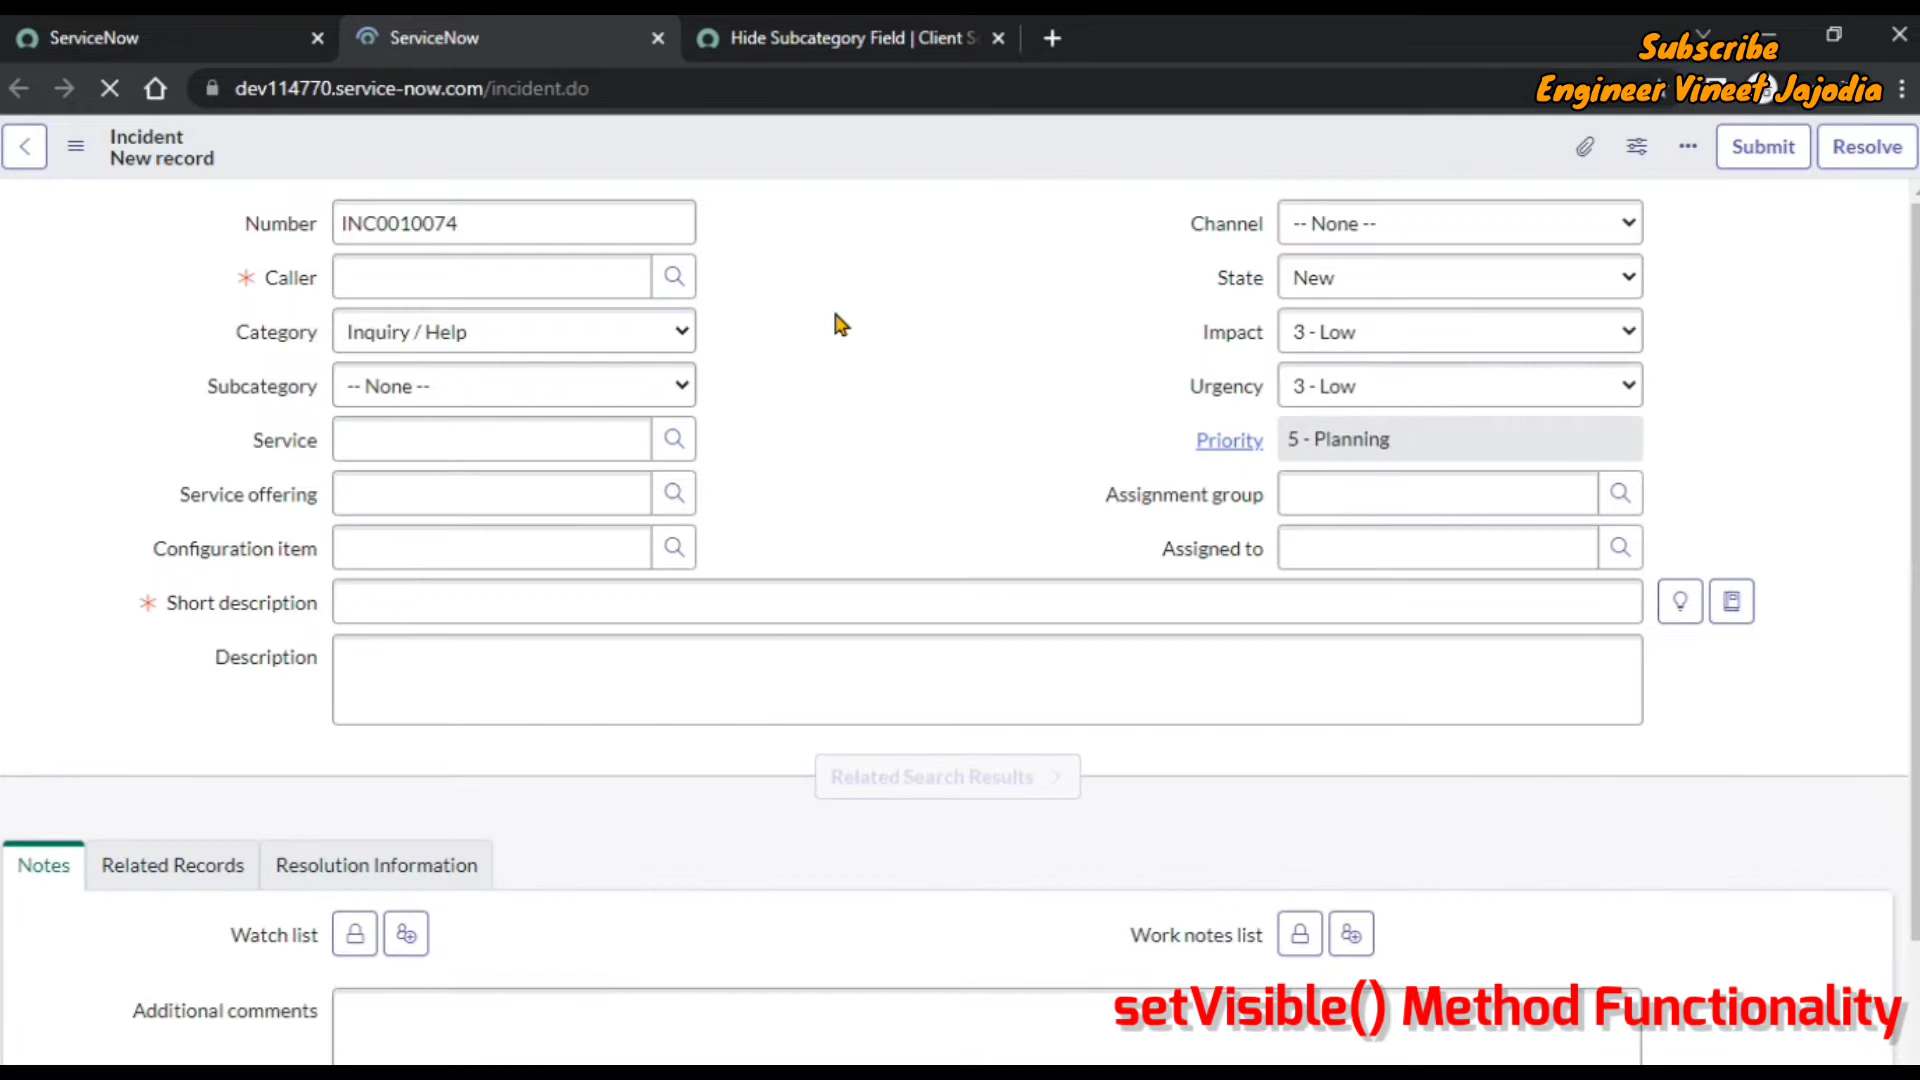 ServiceNow
ServiceNow
Hide Subcategory Field | Client S
Subscribe
Engineer Vineet Jajodia
dev114770.service-now.com/incident.do
Incident
New record
Submit
Resolve
Number
INC0010074
Channel
-- None --
Caller
State
New
Category
Inquiry / Help
Impact
3 - Low
Subcategory
-- None --
Urgency
3 - Low
Service
Priority
5 - Planning
Service offering
Assignment group
Configuration item
Assigned to
Short description
Description
Related Search Results
Notes
Related Records
Resolution Information
Watch list
Work notes list
Additional comments
setVisible() Method Functionality